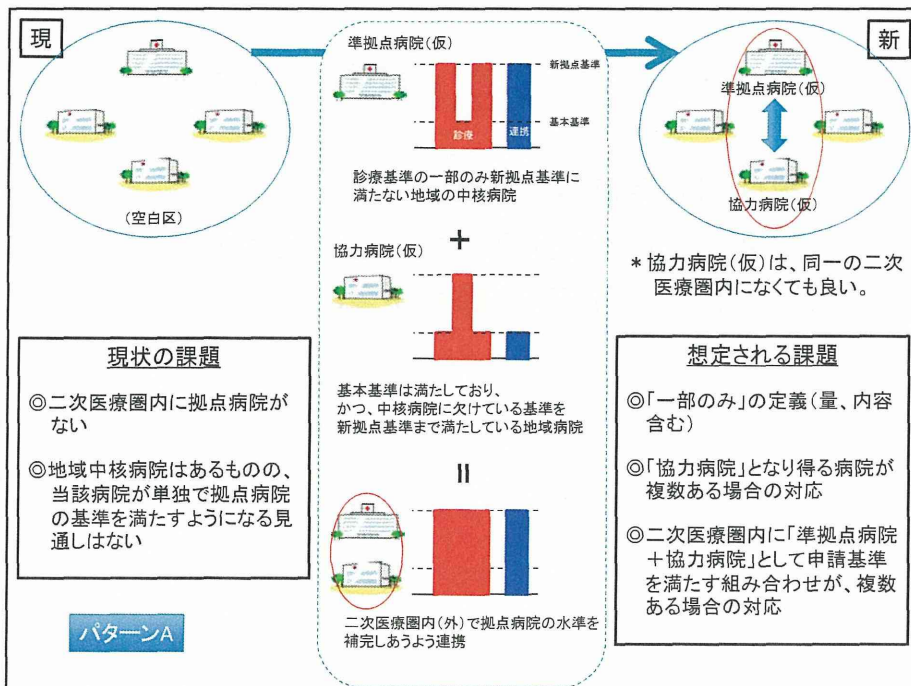 現
(空白区)
準拠点病院(仮)
新拠点基準
基本基準
診療
連携
診療基準の一部のみ新拠点基準に
満たない地域の中核病院
+
協力病院(仮)
基本基準は満たしており、
かつ、中核病院に欠けている基準を
新拠点基準まで満たしている地域病院
=
二次医療圏内(外)で拠点病院の水準を
補完しあうよう連携
新
準拠点病院(仮)
協力病院(仮)
*協力病院(仮)は、同一の二次
医療圏内になくても良い。
現状の課題
◎二次医療圏内に拠点病院が
ない
◎地域中核病院はあるものの、
当該病院が単独で拠点病院
の基準を満たすようになる見
通しはない
パターンA
想定される課題
◎「一部のみ」の定義(量、内容
含む)
◎「協力病院」となり得る病院が
複数ある場合の対応
◎二次医療圏内に「準拠点病院
+協力病院」として申請基準
を満たす組み合わせが、複数
ある場合の対応